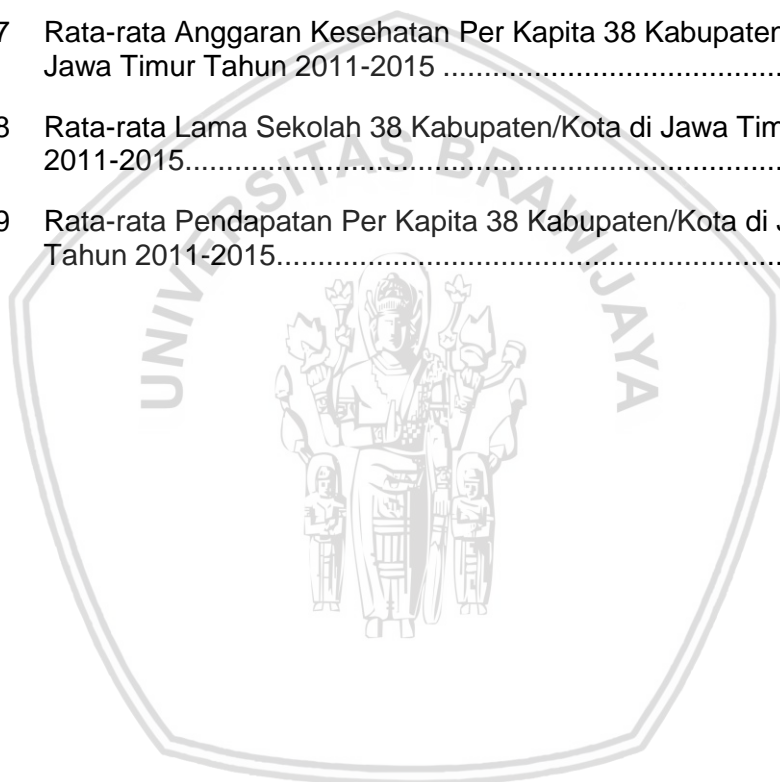 7 Rata-rata Anggaran Kesehatan Per Kapita 38 Kabupaten
Jawa Timur Tahun 2011-2015 ........................................
8 Rata-rata Lama Sekolah 38 Kabupaten/Kota di Jawa Tim
2011-2015......................................................................
9 Rata-rata Pendapatan Per Kapita 38 Kabupaten/Kota di J
Tahun 2011-2015...........................................................
UNIVERSITAS BRAWIJAYA